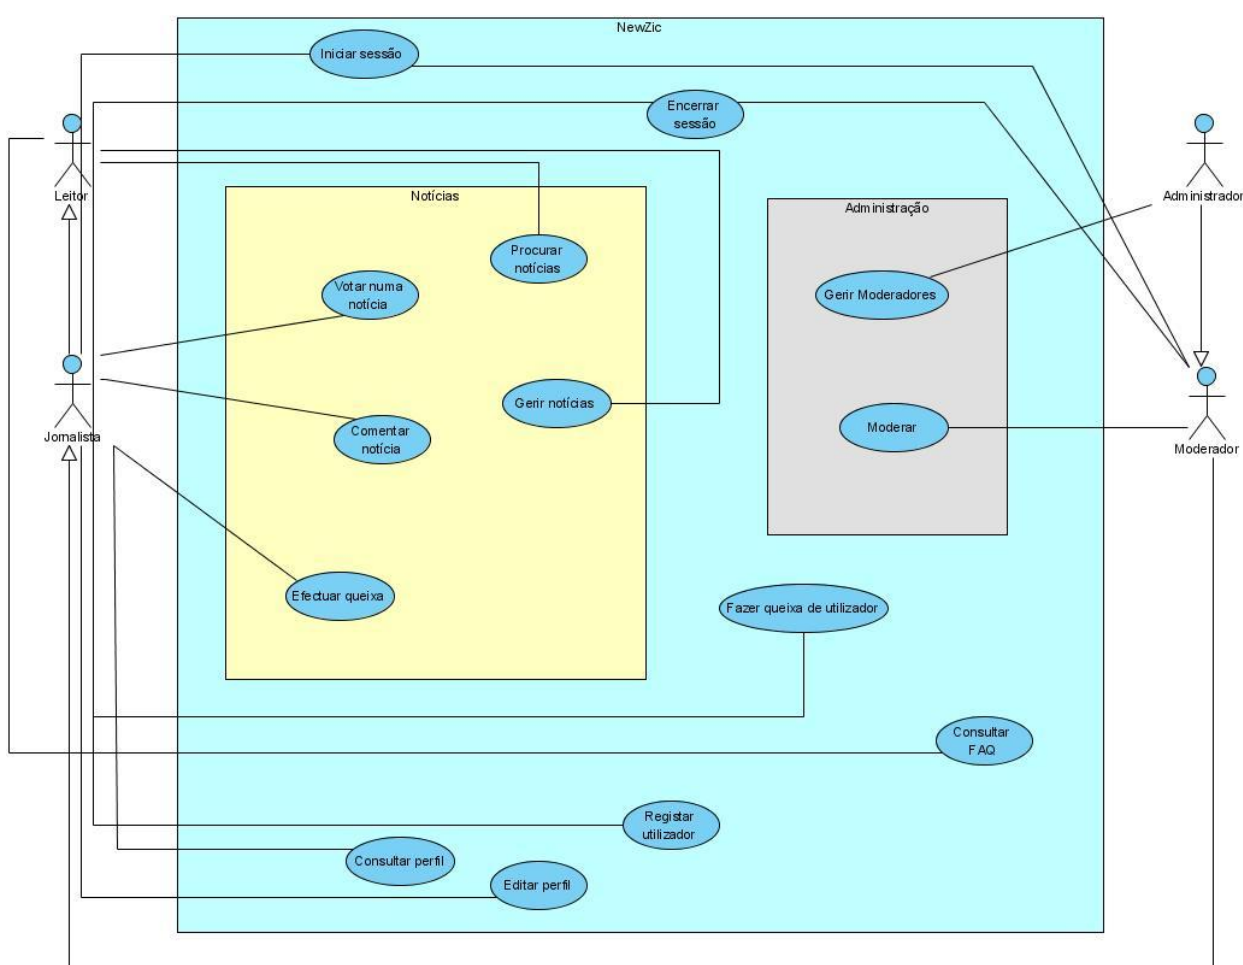 NewZic
Iniciar sessão
Encerrar
sessão
Leitor
Administrador
Notícias
Administração
Procurar
notícias
Votar numa
notícia
Gerir Moderadores
Gerir notícias
Jornalista
Comentar
notícia
Moderar
Moderador
Efectuar queixa
Fazer queixa de utilizador
Consultar
FAQ
Registar
utilizador
Consultar perfil
Editar perfil